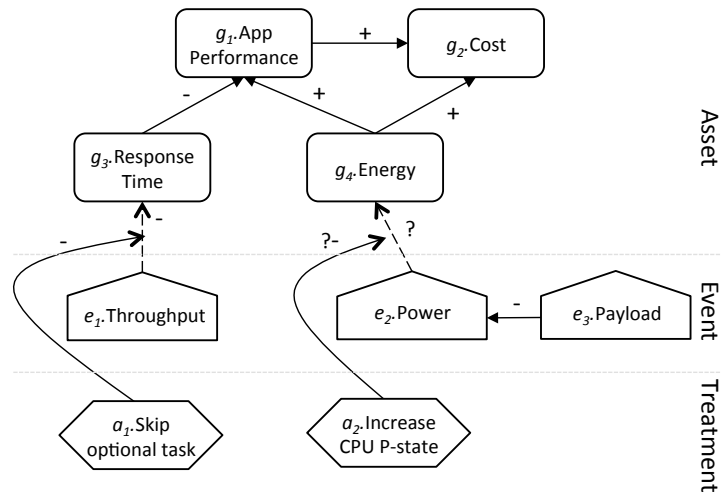 g1.App
Performance
+
g2.Cost
-
+
+
Asset
g3.Response
Time
g4.Energy
-
-
?-
?
Event
e1.Throughput
e2.Power
-
e3.Payload
Treatment
a1.Skip
optional task
a2.Increase
CPU P-state